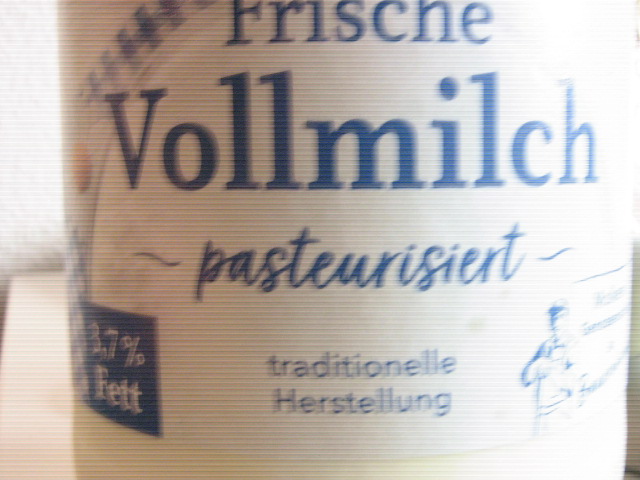 Frische
Vollmilch
~ pasteurisiert ~
3,7%
Fett
traditionelle
Herstellung